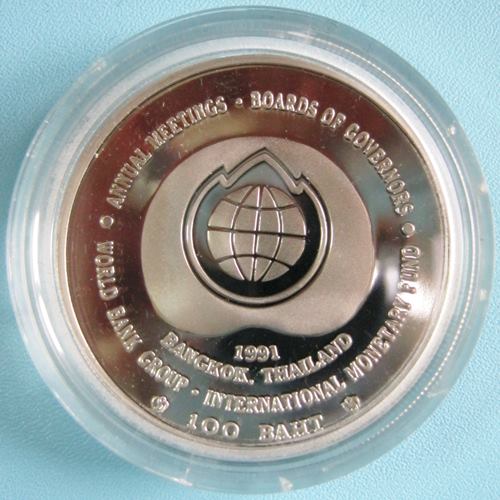 ANNUAL MEETINGS • BOARDS OF GOVERNORS
WORLD BANK GROUP • INTERNATIONAL MONETARY FUND
1991
BANGKOK, THAILAND
100 BAHT